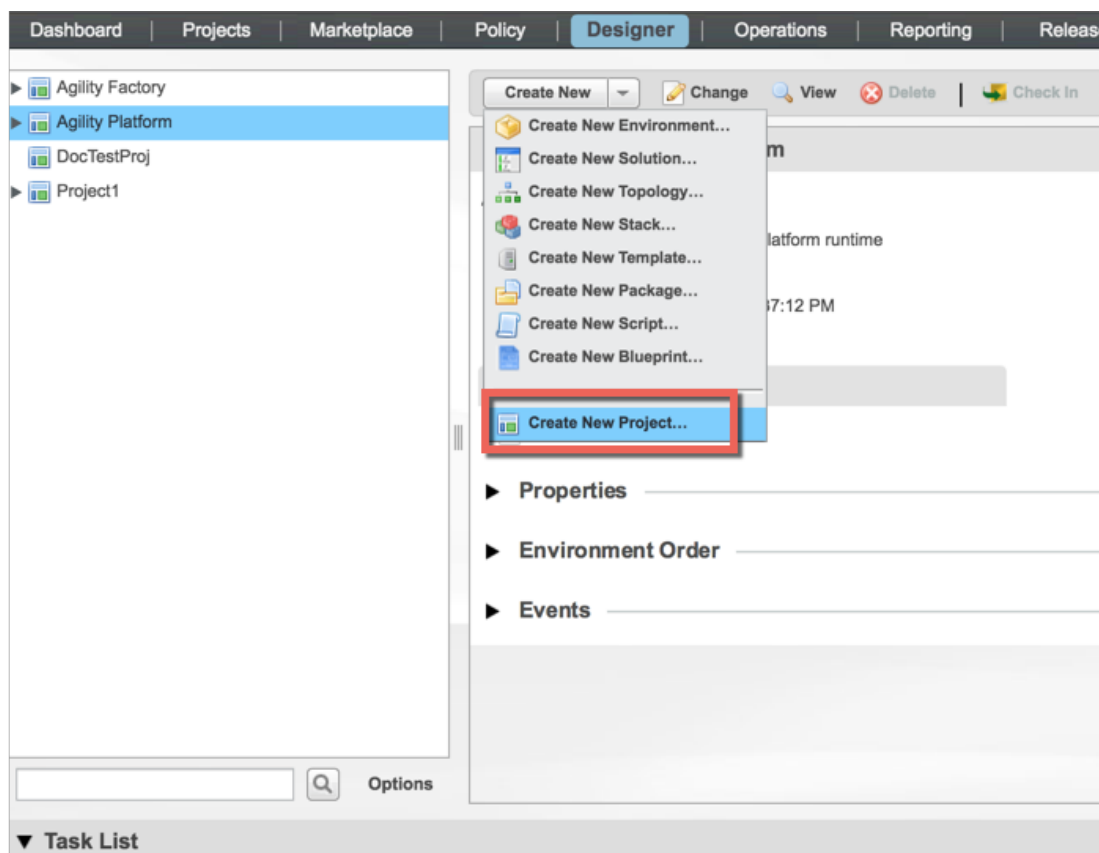 Dashboard | Projects | Marketplace | Policy | Designer | Operations | Reporting | Releas
Agility Factory
Agility Platform
DocTestProj
Project1
Create New Change View Delete | Check In
Create New Environment...
Create New Solution...
m
Create New Topology...
Create New Stack...
latform runtime
Create New Template...
Create New Package...
37:12 PM
Create New Script...
Create New Blueprint...
Create New Project...
Properties
Environment Order
Events
Options
Task List